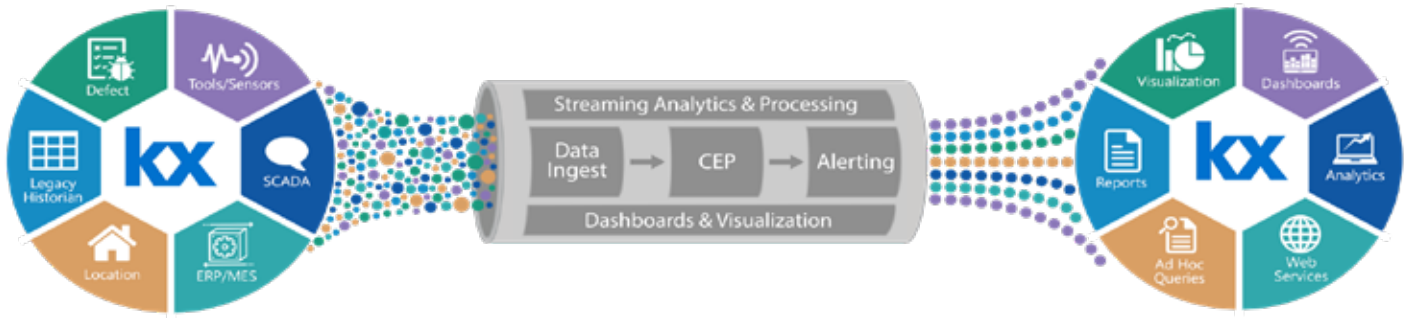 Defect
Tools/Sensors
Legacy
Historian
kx
SCADA
Location
ERP/MES
Streaming Analytics & Processing
Data
Ingest
CEP
Alerting
Dashboards & Visualization
Visualization
Dashboards
Reports
kx
Analytics
Ad Hoc
Queries
Web
Services